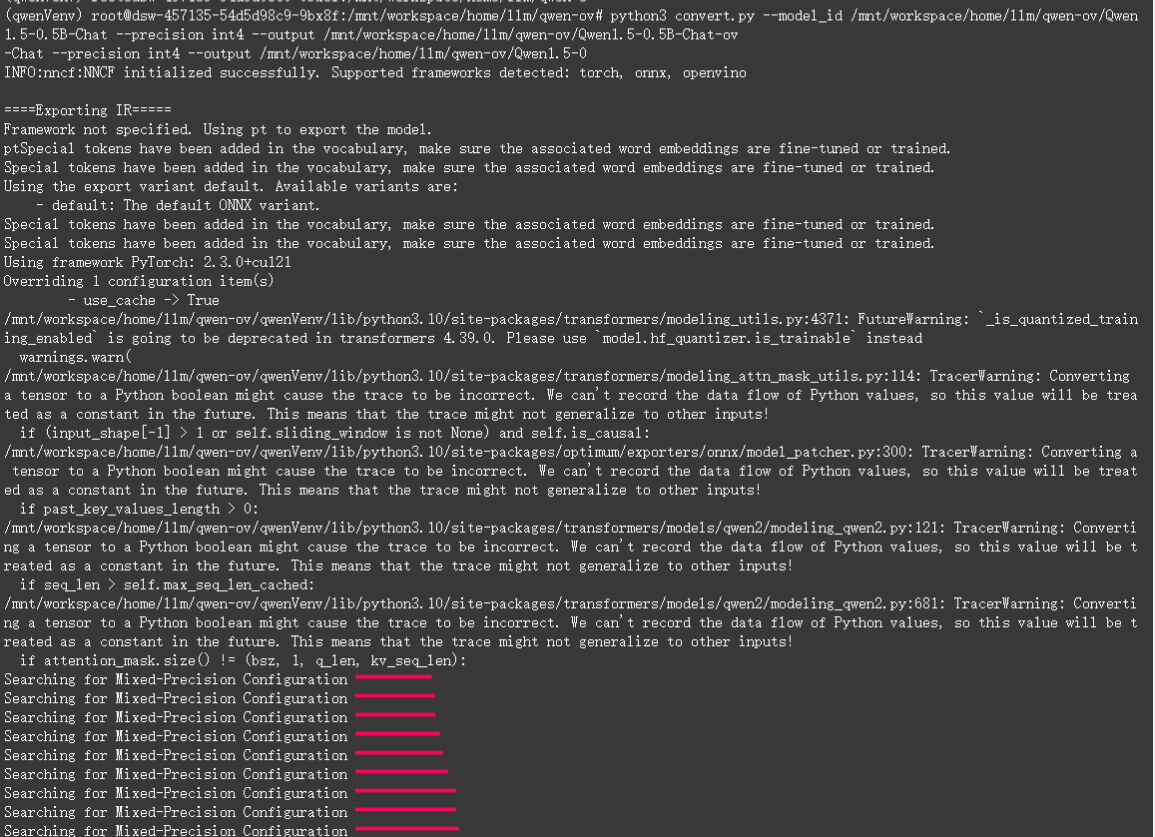 (qwenVenv) root@dsw-457135-54d5d98c9-9bx8f:/mnt/workspace/home/llm/qwen-ov# python3 convert.py --model_id /mnt/workspace/home/llm/qwen-ov/Qwen
1.5-0.5B-Chat --precision int4 --output /mnt/workspace/home/llm/qwen-ov/Qwen1.5-0.5B-Chat-ov
-Chat --precision int4 --output /mnt/workspace/home/llm/qwen-ov/Qwen1.5-0
INFO:nncf:NNCF initialized successfully. Supported frameworks detected: torch, onnx, openvino
====Exporting IR=====
Framework not specified. Using pt to export the model.
ptSpecial tokens have been added in the vocabulary, make sure the associated word embeddings are fine-tuned or trained.
Special tokens have been added in the vocabulary, make sure the associated word embeddings are fine-tuned or trained.
Using the export variant default. Available variants are:
    - default: The default ONNX variant.
Special tokens have been added in the vocabulary, make sure the associated word embeddings are fine-tuned or trained.
Special tokens have been added in the vocabulary, make sure the associated word embeddings are fine-tuned or trained.
Using framework PyTorch: 2.3.0+cu121
Overriding 1 configuration item(s)
        - use_cache -> True
/mnt/workspace/home/llm/qwen-ov/qwenVenv/lib/python3.10/site-packages/transformers/modeling_utils.py:4371: FutureWarning: `_is_quantized_train
ing_enabled` is going to be deprecated in transformers 4.39.0. Please use `model.hf_quantizer.is_trainable` instead
  warnings.warn(
/mnt/workspace/home/llm/qwen-ov/qwenVenv/lib/python3.10/site-packages/transformers/modeling_attn_mask_utils.py:114: TracerWarning: Converting
a tensor to a Python boolean might cause the trace to be incorrect. We can't record the data flow of Python values, so this value will be trea
ted as a constant in the future. This means that the trace might not generalize to other inputs!
  if (input_shape[-1] > 1 or self.sliding_window is not None) and self.is_causal:
/mnt/workspace/home/llm/qwen-ov/qwenVenv/lib/python3.10/site-packages/optimum/exporters/onnx/model_patcher.py:300: TracerWarning: Converting a
 tensor to a Python boolean might cause the trace to be incorrect. We can't record the data flow of Python values, so this value will be treat
ed as a constant in the future. This means that the trace might not generalize to other inputs!
  if past_key_values_length > 0:
/mnt/workspace/home/llm/qwen-ov/qwenVenv/lib/python3.10/site-packages/transformers/models/qwen2/modeling_qwen2.py:121: TracerWarning: Converti
ng a tensor to a Python boolean might cause the trace to be incorrect. We can't record the data flow of Python values, so this value will be t
reated as a constant in the future. This means that the trace might not generalize to other inputs!
  if seq_len > self.max_seq_len_cached:
/mnt/workspace/home/llm/qwen-ov/qwenVenv/lib/python3.10/site-packages/transformers/models/qwen2/modeling_qwen2.py:681: TracerWarning: Converti
ng a tensor to a Python boolean might cause the trace to be incorrect. We can't record the data flow of Python values, so this value will be t
reated as a constant in the future. This means that the trace might not generalize to other inputs!
  if attention_mask.size() != (bsz, 1, q_len, kv_seq_len):
Searching for Mixed-Precision Configuration
Searching for Mixed-Precision Configuration
Searching for Mixed-Precision Configuration
Searching for Mixed-Precision Configuration
Searching for Mixed-Precision Configuration
Searching for Mixed-Precision Configuration
Searching for Mixed-Precision Configuration
Searching for Mixed-Precision Configuration
Searching for Mixed-Precision Configuration